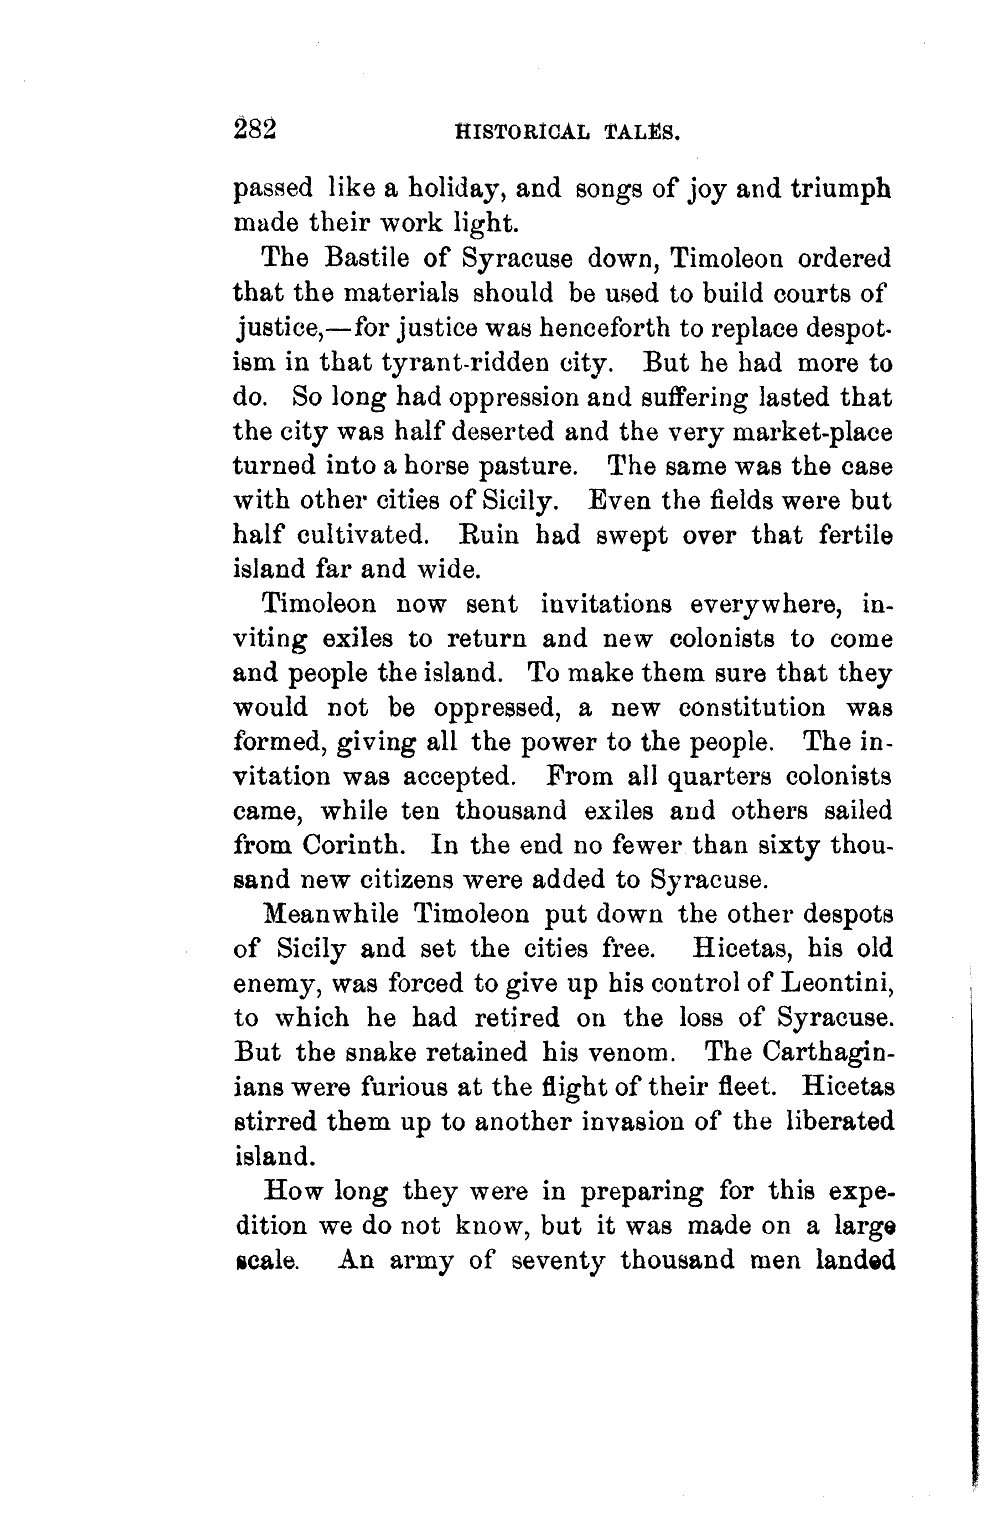 282 HISTORICAL TALES.
passed like a holiday, and songs of joy and triumph
made their work light.
The Bastile of Syracuse down, Timoleon ordered
that the materials should be used to build courts of
justice,—for justice was henceforth to replace despot-
ism in that tyrant-ridden city. But he had more to
do. So long had oppression and suffering lasted that
the city was half deserted and the very market-place
turned into a horse pasture. The same was the case
with other cities of Sicily. Even the fields were but
half cultivated. Ruin had swept over that fertile
island far and wide.
Timoleon now sent invitations everywhere, in-
viting exiles to return and new colonists to come
and people the island. To make them sure that they
would not be oppressed, a new constitution was
formed, giving all the power to the people. The in-
vitation was accepted. From all quarters colonists
came, while ten thousand exiles and others sailed
from Corinth. In the end no fewer than sixty thou-
sand new citizens were added to Syracuse.
Meanwhile Timoleon put down the other despots
of Sicily and set the cities free. Hicetas, his old
enemy, was forced to give up his control of Leontini,
to which he had retired on the loss of Syracuse.
But the snake retained his venom. The Carthagin-
ians were furious at the flight of their fleet. Hicetas
stirred them up to another invasion of the liberated
island.
How long they were in preparing for this expe-
dition we do not know, but it was made on a large
scale. An army of seventy thousand men landed